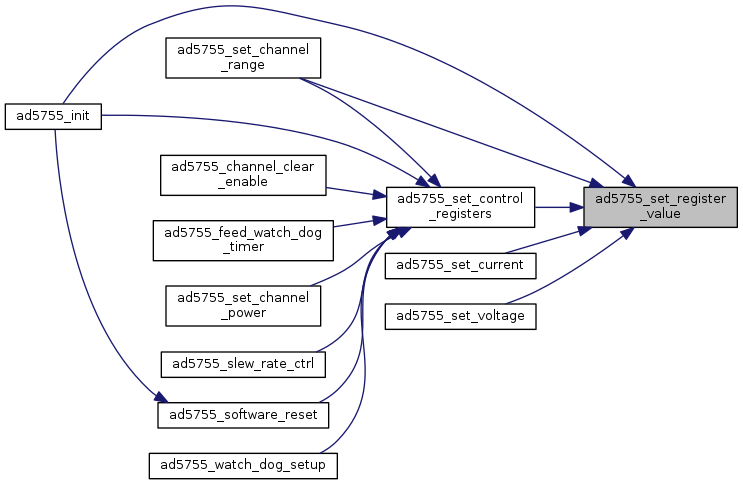 ad5755_set_channel
_range
ad5755_init
ad5755_channel_clear
_enable
ad5755_set_control
_registers
ad5755_set_register
_value
ad5755_feed_watch_dog
_timer
ad5755_set_current
ad5755_set_channel
_power
ad5755_set_voltage
ad5755_slew_rate_ctrl
ad5755_software_reset
ad5755_watch_dog_setup